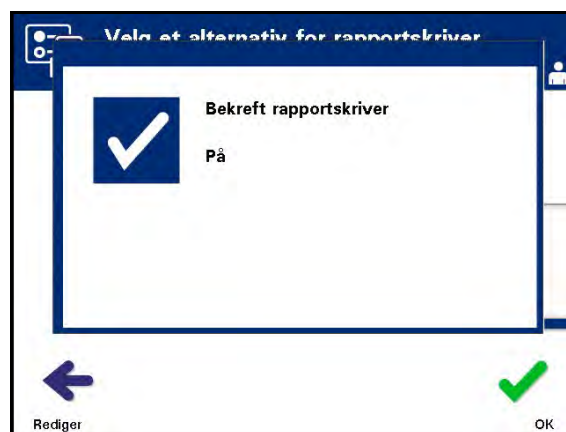 Velg et alternativ for rapportskriver
Bekreft rapportskriver
På
Rediger
OK